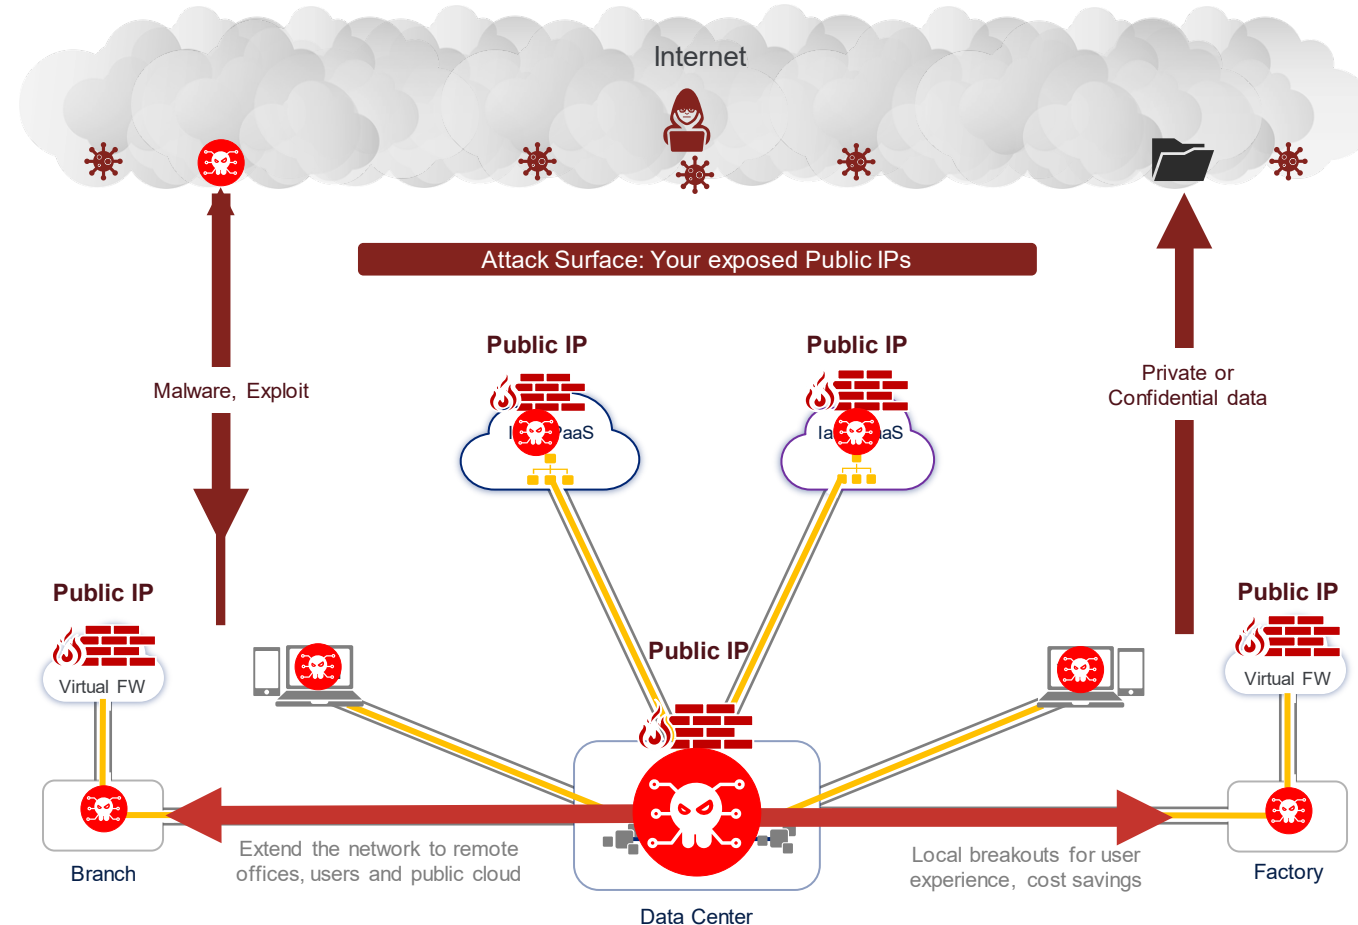 Internet
Attack Surface: Your exposed Public IPs
Public IP
Public IP
Malware, Exploit
Private or
Confidential data
PaaS
Public IP
Public IP
Public IP
Virtual FW
Virtual FW
Extend the network to remote
offices, users and public cloud
Local breakouts for user
experience, cost savings
Branch
Factory
Data Center